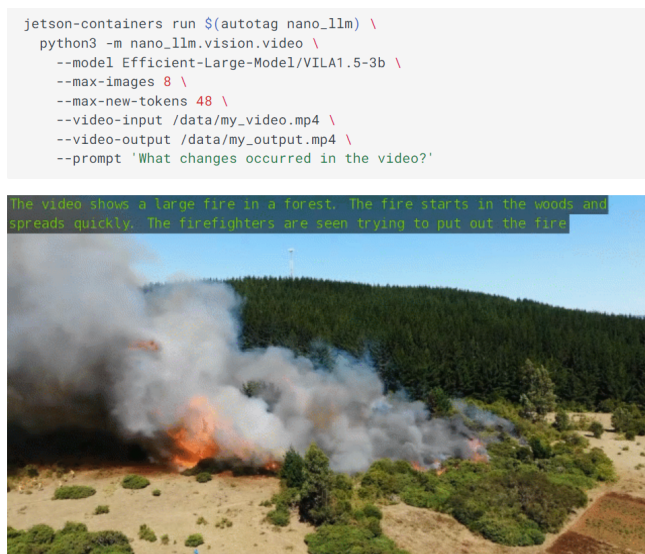 jetson-containers run $(autotag nano_llm) \
python3 -m nano_llm.vision.video \
--model Efficient-Large-Model/VILA1.5-3b \
--max-images 8 \
--max-new-tokens 48 \
--video-input /data/my_video.mp4 \
--video-output /data/my_output.mp4 \
--prompt 'What changes occurred in the video?'
The video shows a large fire in a forest. The fire starts in the woods and
spreads quickly. The firefighters are seen trying to put out the fire